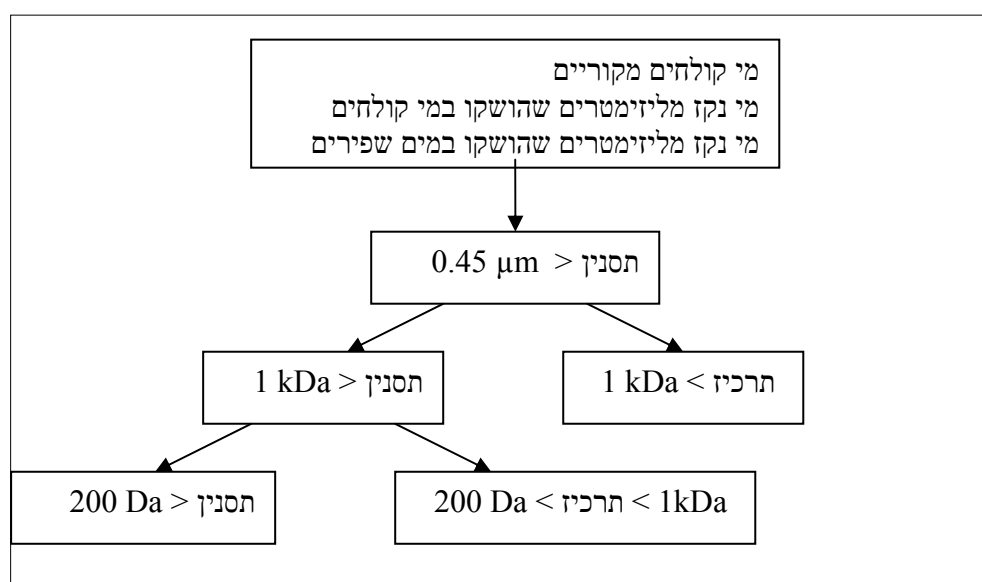 מי קולחים מקוריים
מי נקז מליזימטרים שהושקו במי קולחים
מי נקז מליזימטרים שהושקו במים שפירים
תסנין < 0.45 µm
תרכיז > 1 kDa
תסנין < 1 kDa
200 Da < תרכיז < 1kDa
תסנין < 200 Da